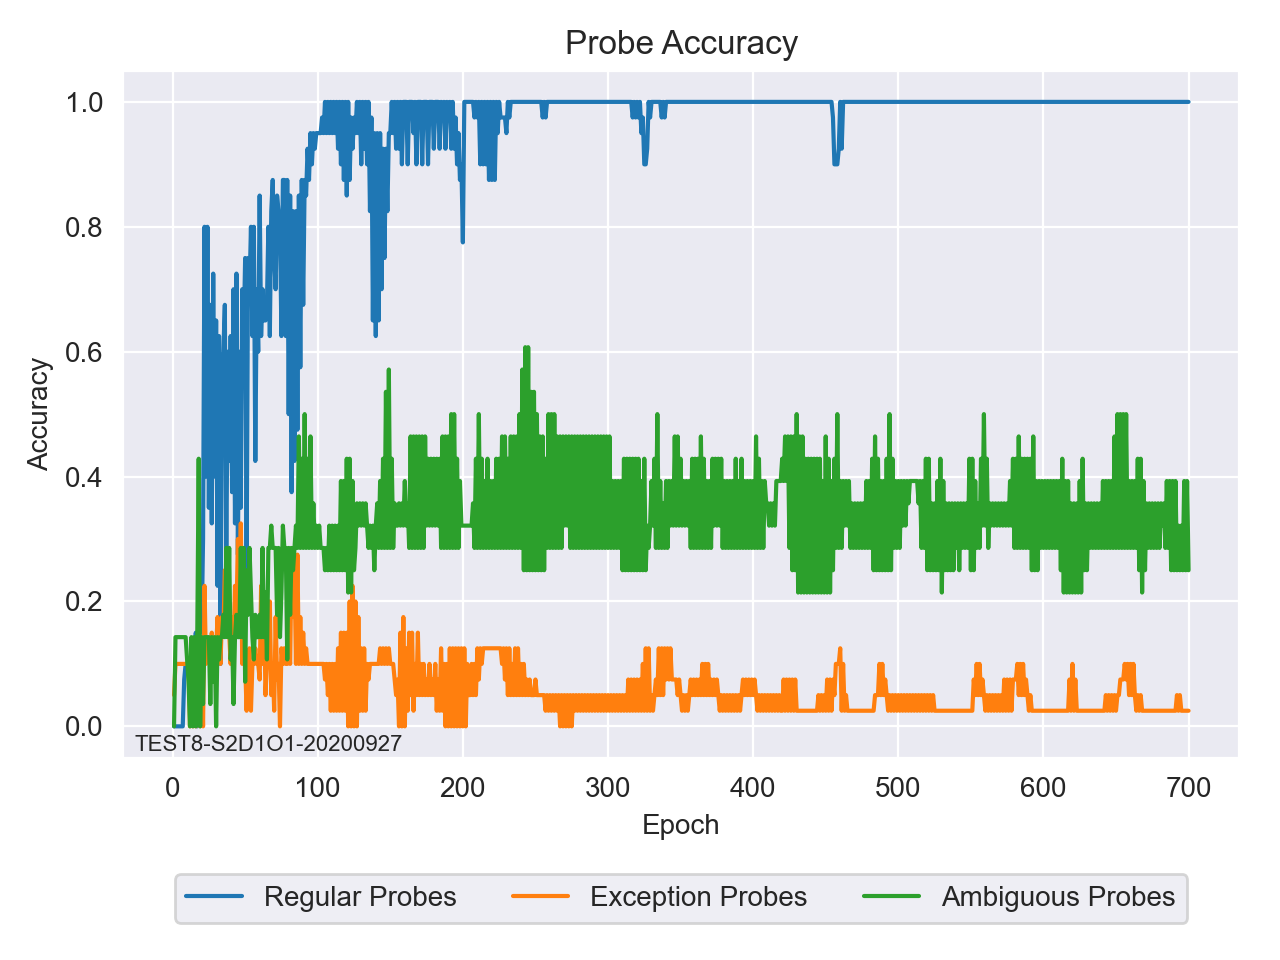 Probe Accuracy
1.0
0.8
0.6
0.4
0.2
0.0
Accuracy
TEST8-S2D1O1-20200927
0 100 200 300 400 500 600 700
Epoch
Regular Probes Exception Probes Ambiguous Probes